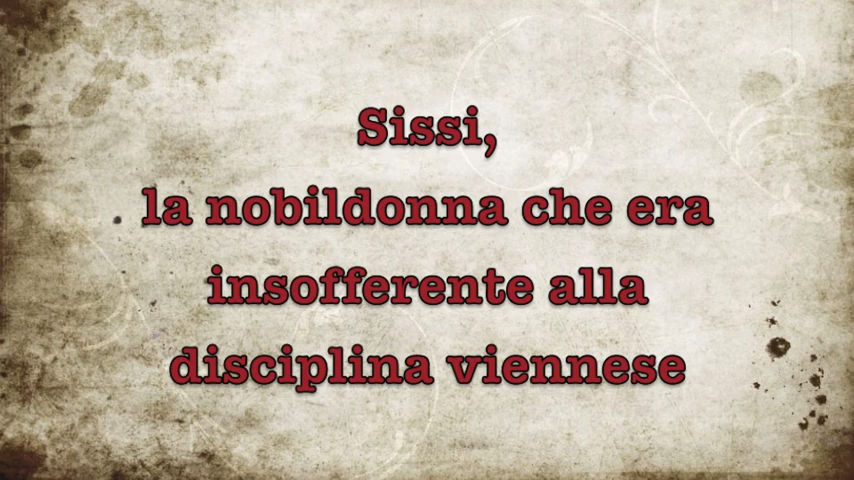 Sissi,
la nobildonna che era
insofferente alla
disciplina viennese